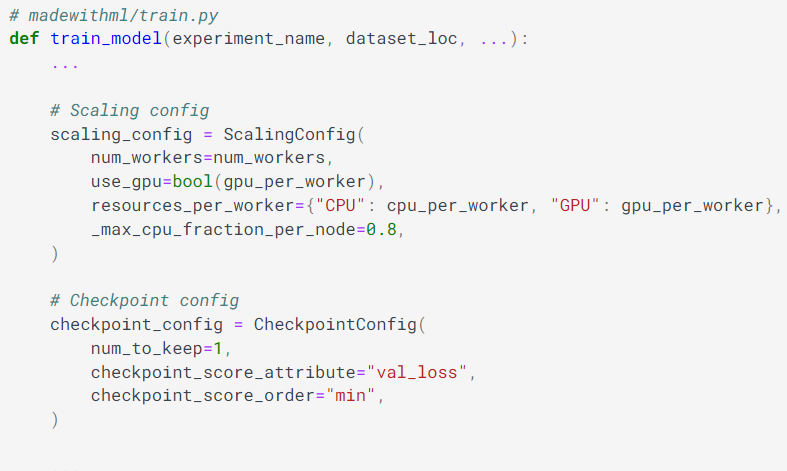 # madewithml/train.py
def train_model(experiment_name, dataset_loc, ...):
    ...

    # Scaling config
    scaling_config = ScalingConfig(
        num_workers=num_workers,
        use_gpu=bool(gpu_per_worker),
        resources_per_worker={"CPU": cpu_per_worker, "GPU": gpu_per_worker},
        _max_cpu_fraction_per_node=0.8,
    )

    # Checkpoint config
    checkpoint_config = CheckpointConfig(
        num_to_keep=1,
        checkpoint_score_attribute="val_loss",
        checkpoint_score_order="min",
    )